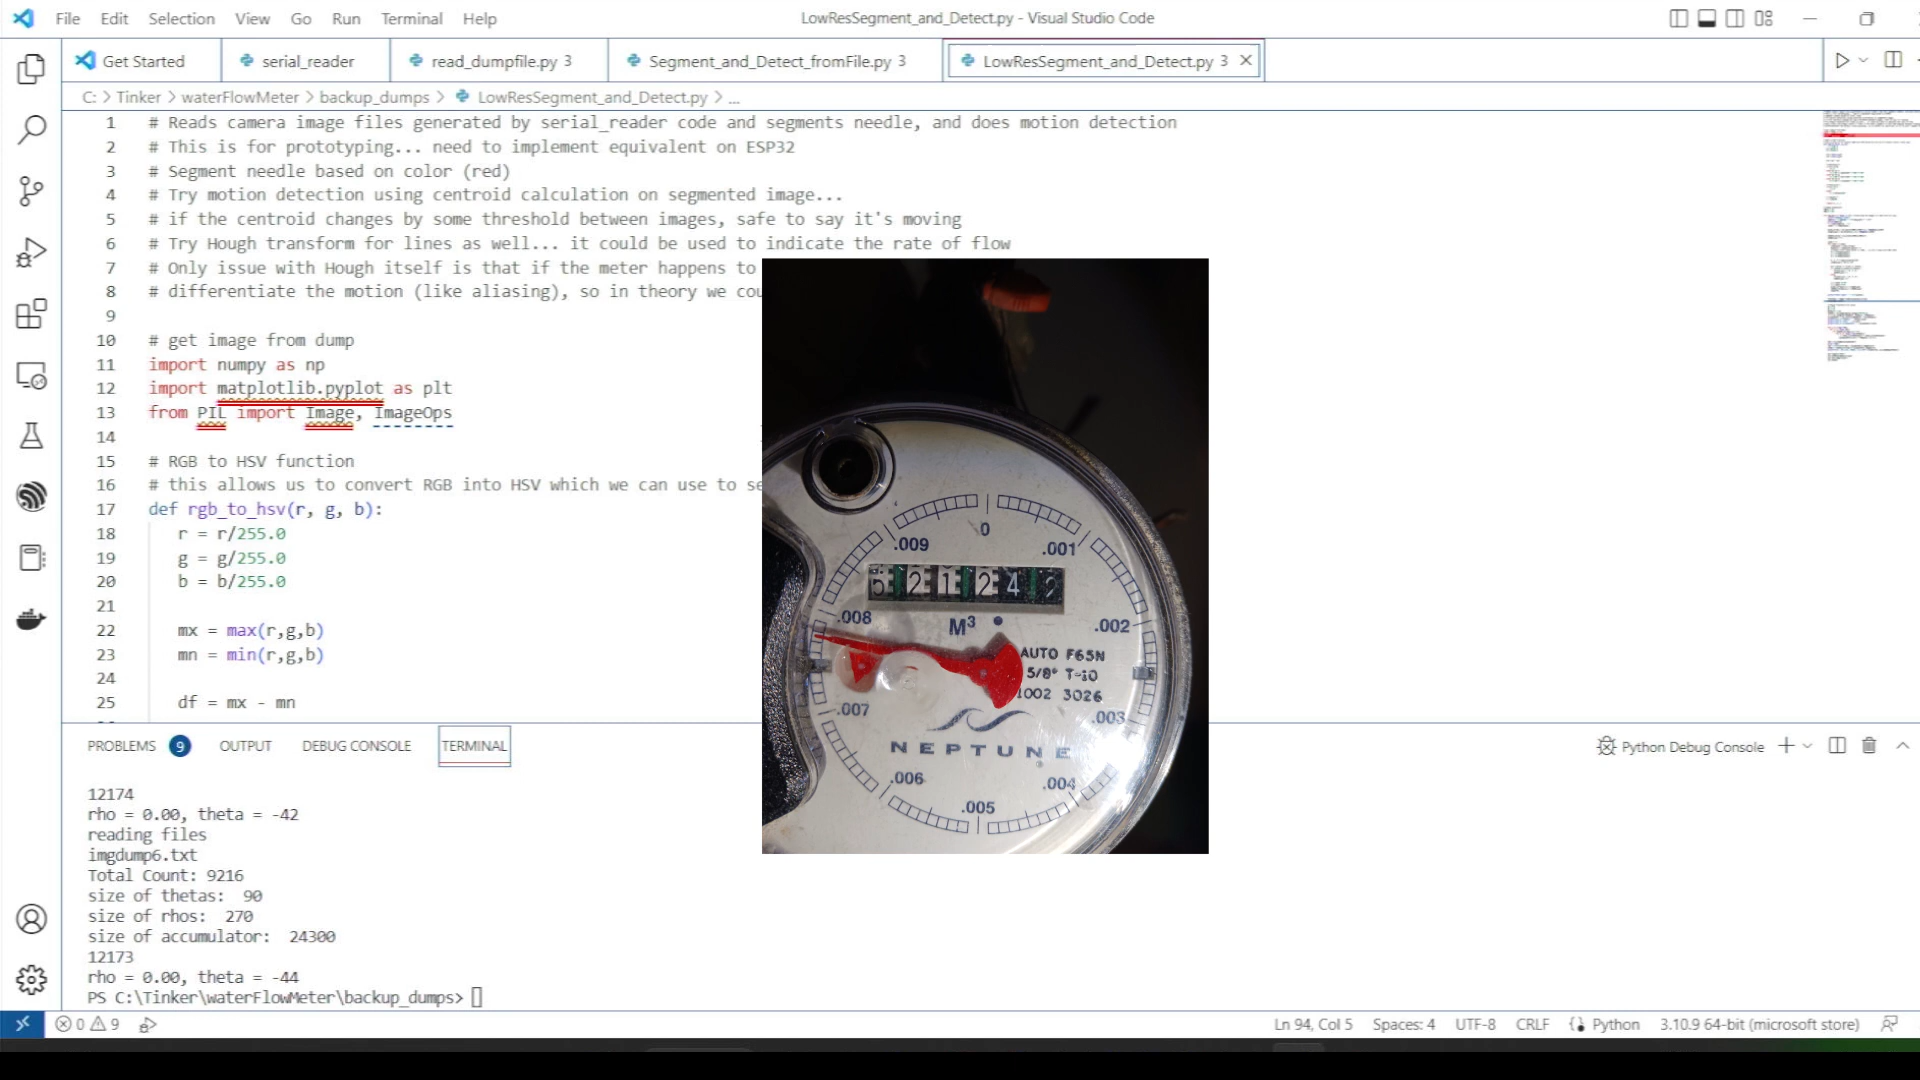 File Edit Selection View Go Run Terminal Help
LowResSegment_and_Detect.py - Visual Studio Code
Get Started
serial_reader
read_dumpfile.py 3
Segment_and_Detect_fromFile.py 3
LowResSegment_and_Detect.py 3
C: > Tinker > waterFlowMeter > backup_dumps > LowResSegment_and_Detect.py > ...
1 # Reads camera image files generated by serial_reader code and segments needle, and does motion detection
2 # This is for prototyping... need to implement equivalent on ESP32
3 # Segment needle based on color (red)
4 # Try motion detection using centroid calculation on segmented image...
5 # if the centroid changes by some threshold between images, safe to say it's moving
6 # Try Hough transform for lines as well... it could be used to indicate the rate of flow
7 # Only issue with Hough itself is that if the meter happens to
8 # differentiate the motion (like aliasing), so in theory we cou
9
10 # get image from dump
11 import numpy as np
12 import matplotlib.pyplot as plt
13 from PIL import Image, ImageOps
14
15 # RGB to HSV function
16 # this allows us to convert RGB into HSV which we can use to se
17 def rgb_to_hsv(r, g, b):
18 r = r/255.0
19 g = g/255.0
20 b = b/255.0
21
22 mx = max(r,g,b)
23 mn = min(r,g,b)
24
25 df = mx - mn
0
.009 .001
5 2 1 2 4
.008 M³ .002
AUTO F65N
5/8" T-10
1002 3026
.007 .003
NEPTUNE
.006 .004
.005
PROBLEMS 9 OUTPUT DEBUG CONSOLE TERMINAL
Python Debug Console
12174
rho = 0.00, theta = -42
reading files
imgdump6.txt
Total Count: 9216
size of thetas: 90
size of rhos: 270
size of accumulator: 24300
12173
rho = 0.00, theta = -44
PS C:\Tinker\waterFlowMeter\backup_dumps>
0 9
Ln 94, Col 5 Spaces: 4 UTF-8 CRLF Python 3.10.9 64-bit (microsoft store)